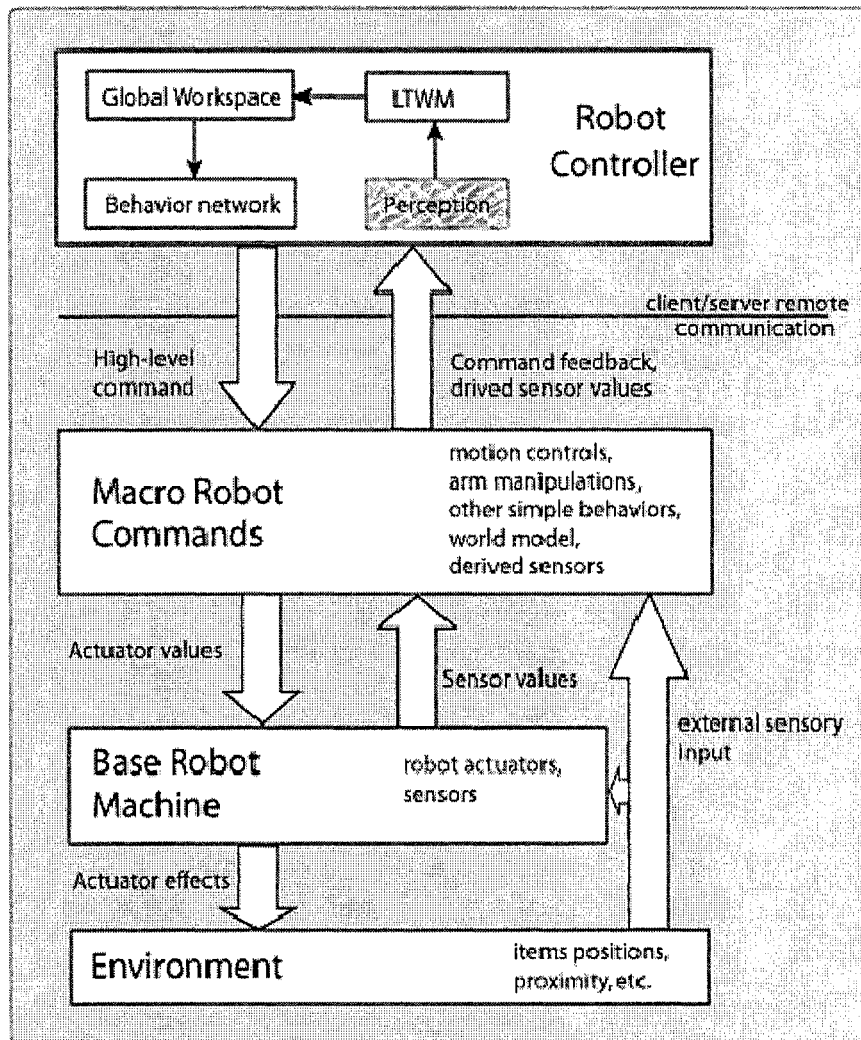 Global Workspace
LTWM
Robot
Controller
Behavior network
Perception
client/server remote
communication
High-level
command
Command feedback,
drived sensor values
Macro Robot
Commands
motion controls,
arm manipulations,
other simple behaviors,
world model,
derived sensors
Actuator values
Sensor values
external sensory
input
Base Robot
Machine
robot actuators,
sensors
Actuator effects
Environment
items positions,
proximity, etc.